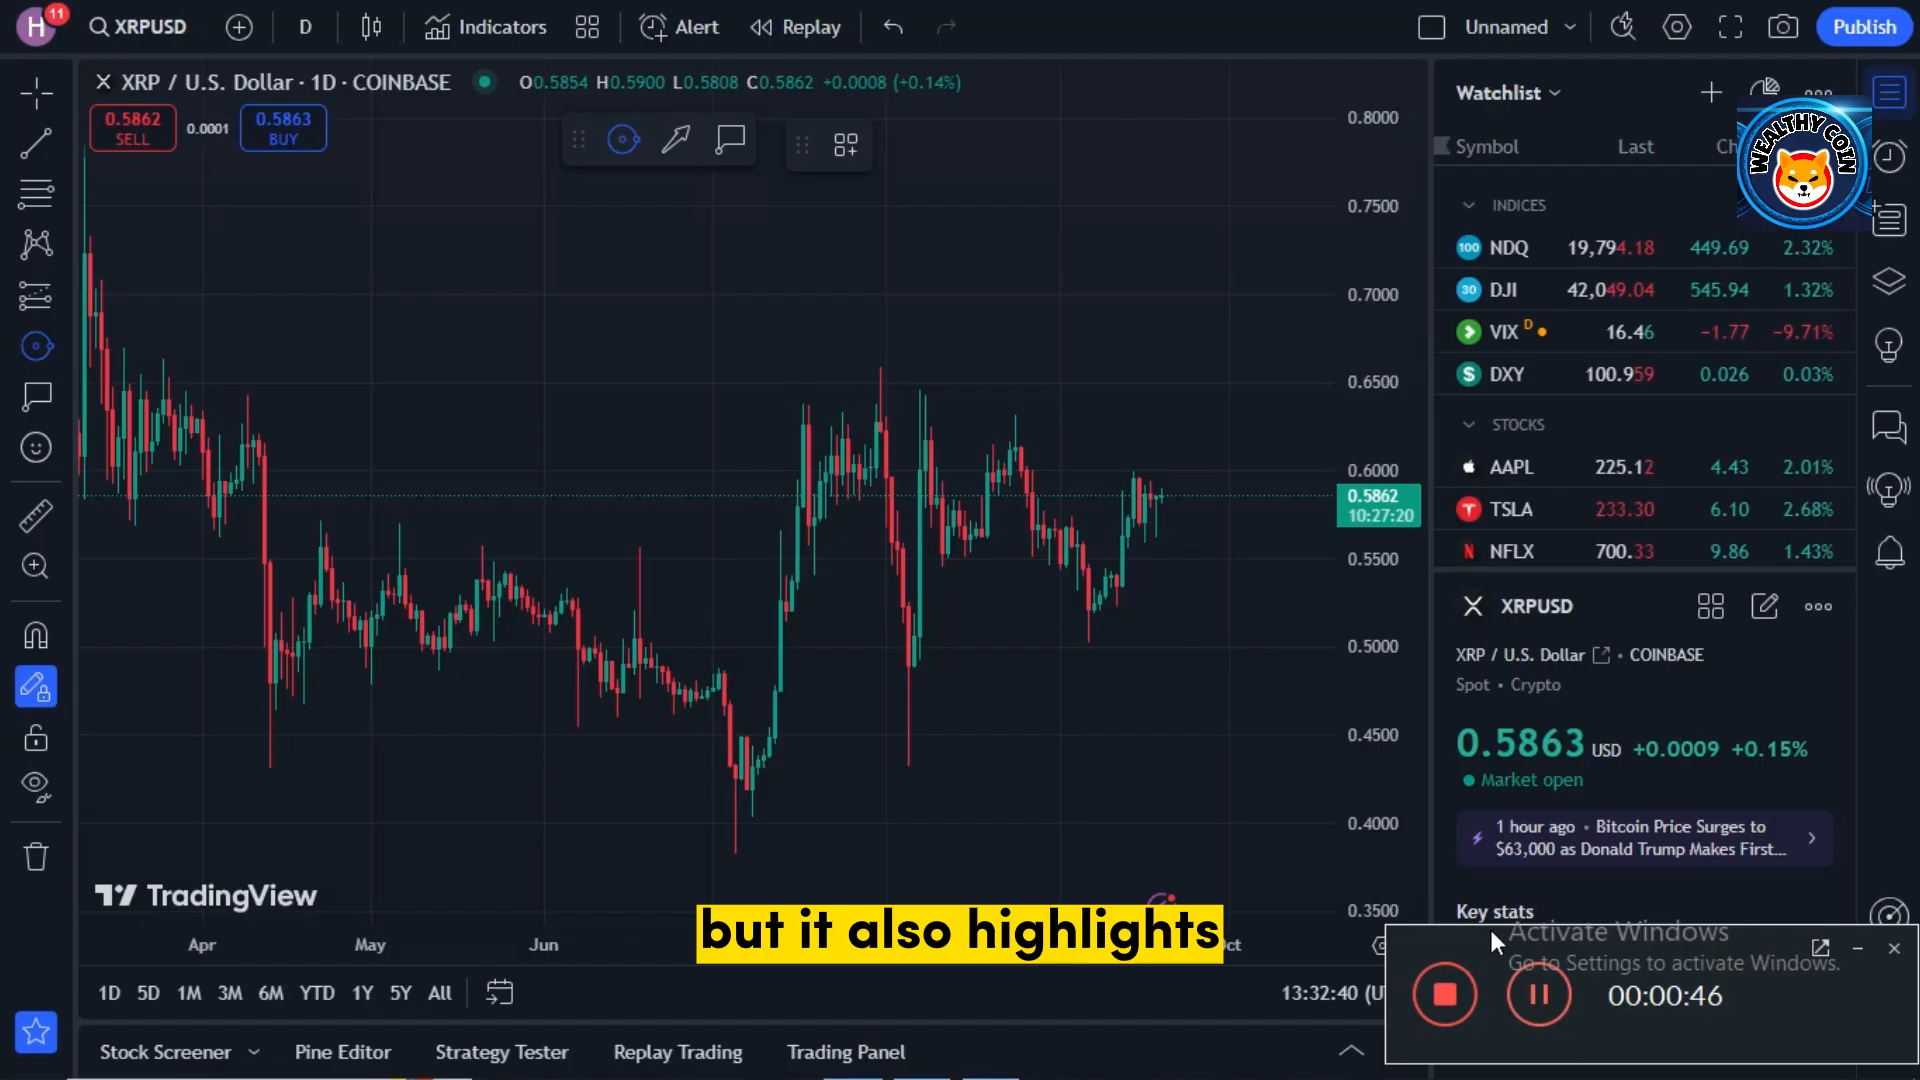 H
11
XRPUSD
D
Indicators
Alert
Replay
Unnamed
Publish
XRP / U.S. Dollar · 1D · COINBASE
O0.5854 H0.5900 L0.5808 C0.5862 +0.0008 (+0.14%)
0.5862
SELL
0.0001
0.5863
BUY
0.8000
0.7500
0.7000
0.6500
0.6000
0.5862
10:27:20
0.5500
0.5000
0.4500
0.4000
0.3500
TradingView
Apr
May
Jun
but it also highlights
1D 5D 1M 3M 6M YTD 1Y 5Y All
13:32:40
Stock Screener
Pine Editor
Strategy Tester
Replay Trading
Trading Panel
Watchlist
Symbol Last
WEALTHY COIN
INDICES
100 NDQ 19,794.18 449.69 2.32%
30 DJI 42,049.04 545.94 1.32%
VIX D 16.46 −1.77 −9.71%
$ DXY 100.959 0.026 0.03%
STOCKS
AAPL 225.12 4.43 2.01%
TSLA 233.30 6.10 2.68%
N NFLX 700.33 9.86 1.43%
XRPUSD
XRP / U.S. Dollar · COINBASE
Spot • Crypto
0.5863 USD +0.0009 +0.15%
Market open
1 hour ago • Bitcoin Price Surges to
$63,000 as Donald Trump Makes First...
Key stats
Activate Windows
Go to Settings to activate Windows.
00:00:46